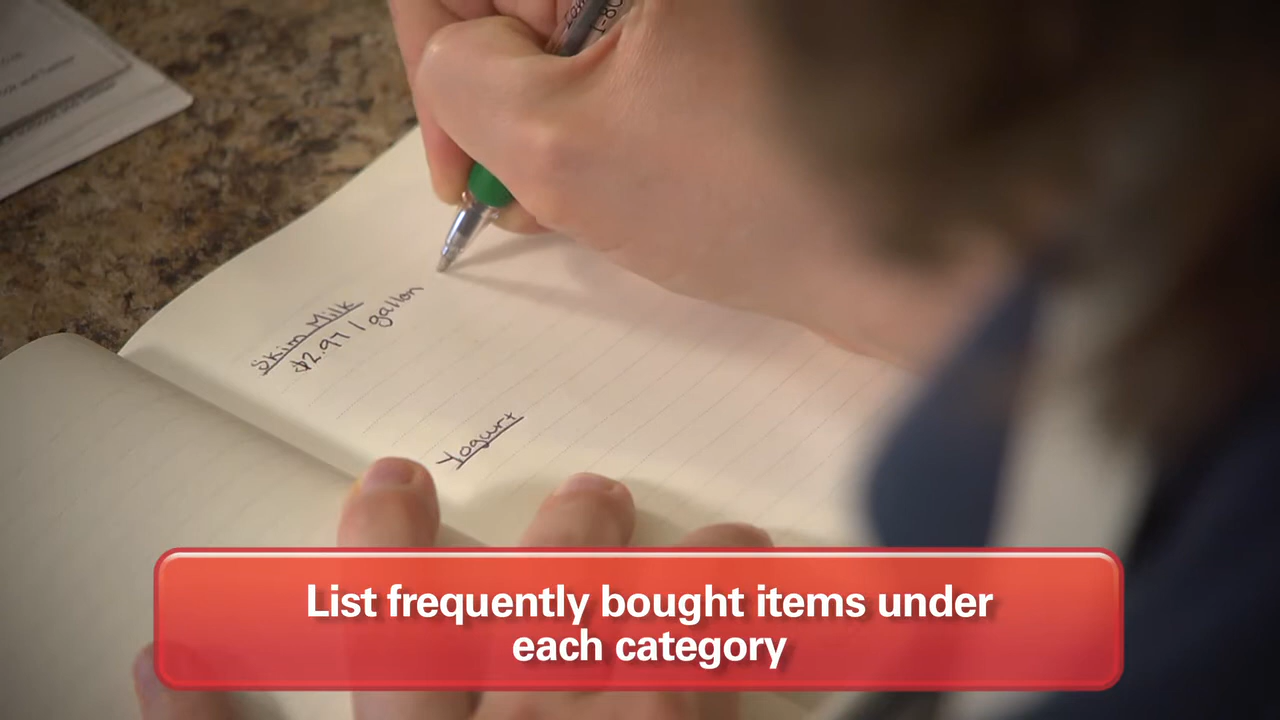 Skim Milk
$2.97 / gallon
Yogurt
List frequently bought items under
each category